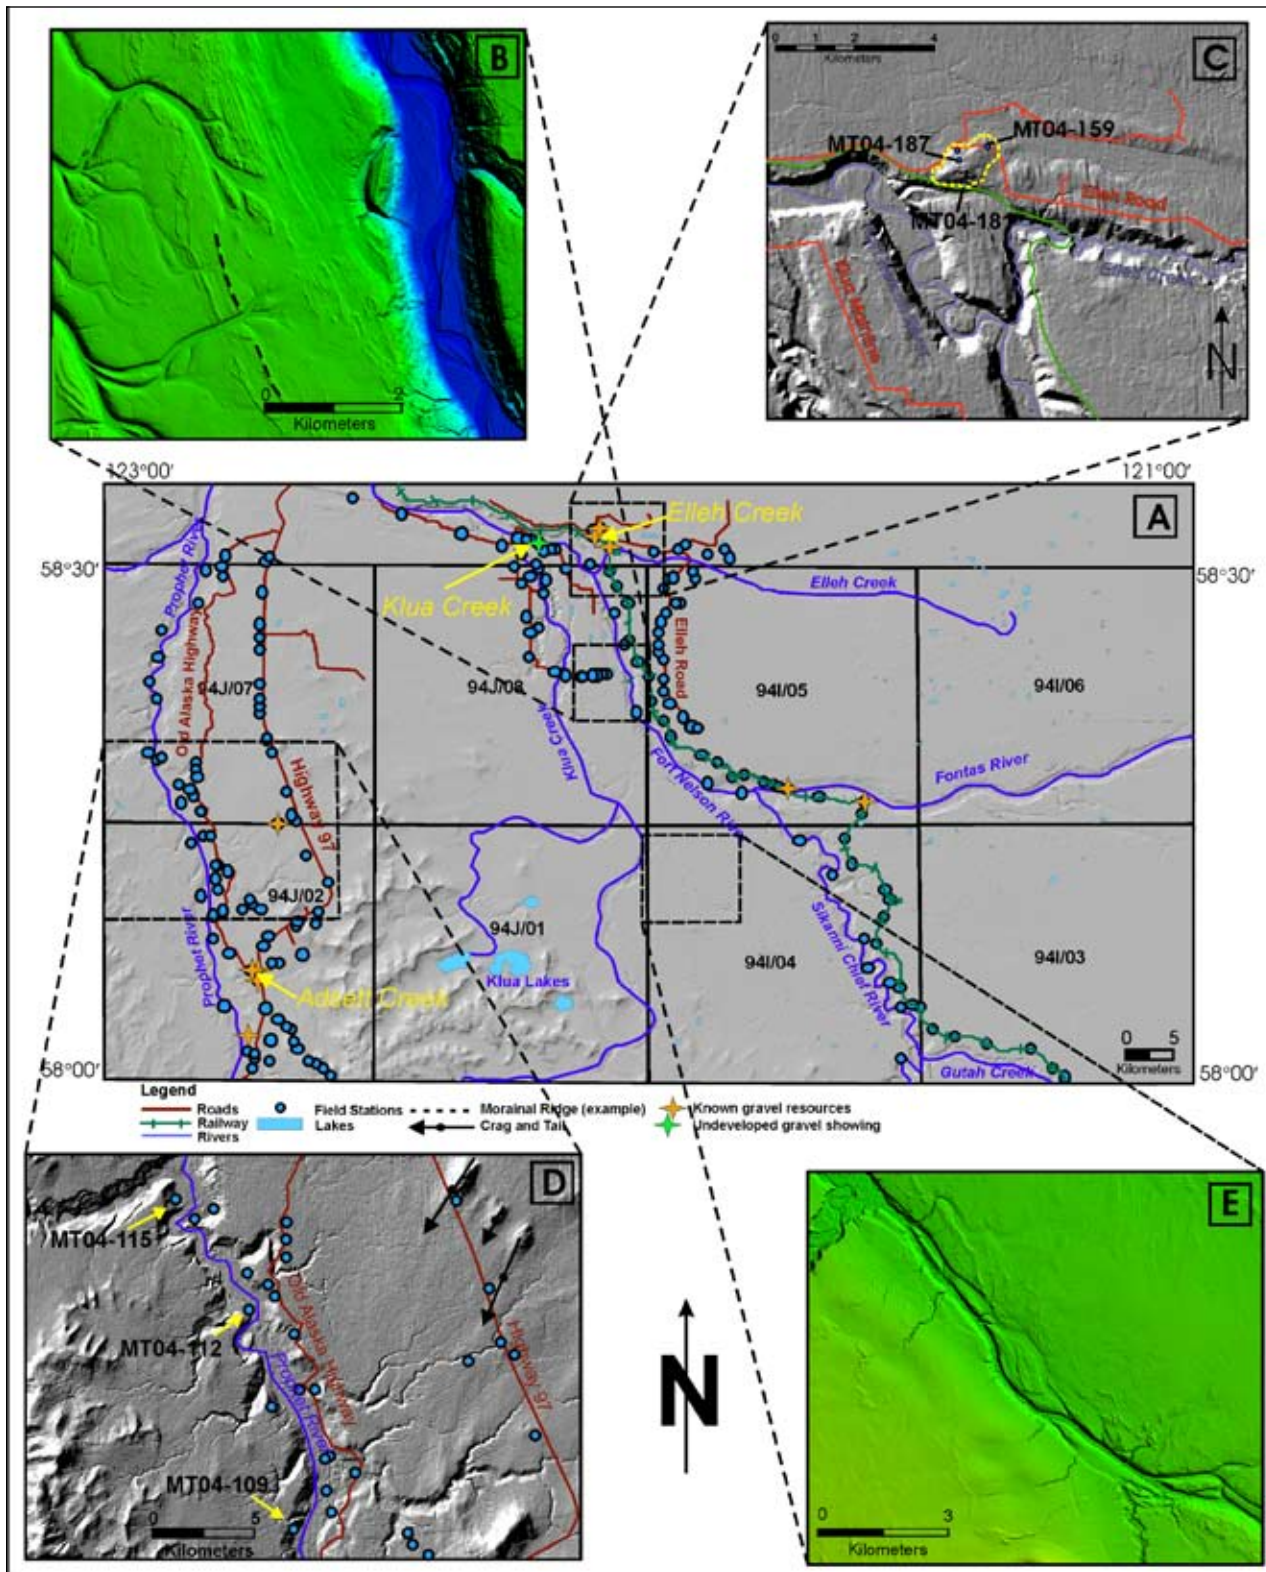 B
0 2
Kilometers
C
0 1 2 4
Kilometers
MT04-159
MT04-187
Elleh Road
MT04-181
Elleh Creek
Klua Mainline
N
123°00′ 121°00′
A
Elleh Creek
58°30′ 58°30′
Klua Creek
Elleh Creek
Prophet River
Old Alaska Highway
Elleh Road
94J/07
94J/08
94I/05
94I/06
Klua Creek
Fort Nelson River
Fontas River
Highway 97
94J/02
94J/01
94I/04
94I/03
Klua Lakes
Sikanni Chief River
Prophet River
Adsett Creek
0 5
Kilometers
Gutah Creek
58°00′ 58°00′
Legend
Roads
Field Stations
Morainal Ridge (example)
Known gravel resources
Railway
Lakes
Crag and Tail
Undeveloped gravel showing
Rivers
D
MT04-115
Old Alaska Highway
MT04-112
Highway 97
Prophet River
MT04-109
0 5
Kilometers
N
E
0 3
Kilometers